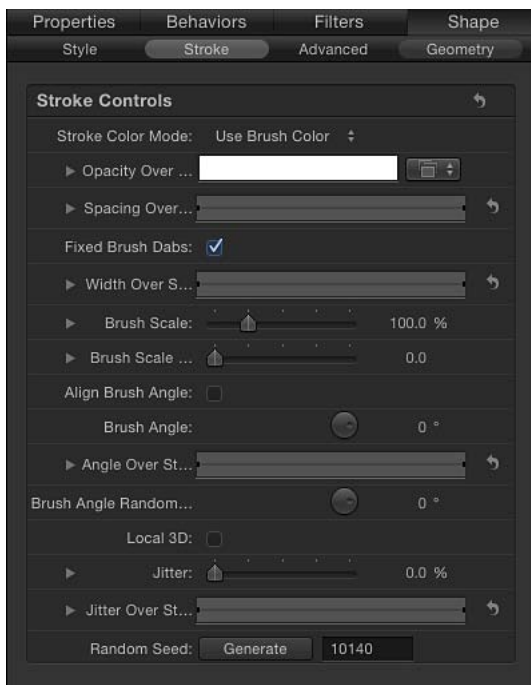 Properties Behaviors Filters Shape
Style Stroke Advanced Geometry
Stroke Controls
Stroke Color Mode: Use Brush Color
Opacity Over ...
Spacing Over...
Fixed Brush Dabs:
Width Over S...
Brush Scale: 100.0 %
Brush Scale ... 0.0
Align Brush Angle:
Brush Angle: 0 °
Angle Over St...
Brush Angle Random... 0 °
Local 3D:
Jitter: 0.0 %
Jitter Over St...
Random Seed: Generate 10140